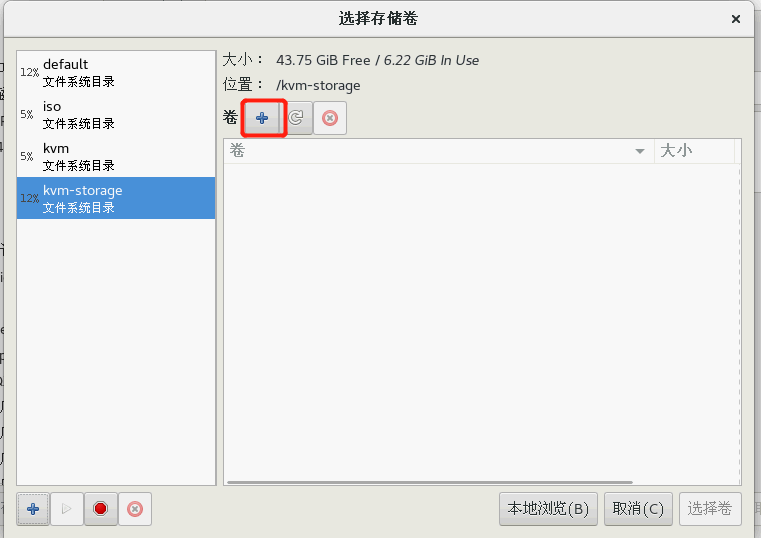 选择存储卷
12% default
文件系统目录
5% iso
文件系统目录
5% kvm
文件系统目录
12% kvm-storage
文件系统目录
大小： 43.75 GiB Free / 6.22 GiB In Use
位置： /kvm-storage
卷
卷 大小
本地浏览(B) 取消(C) 选择卷